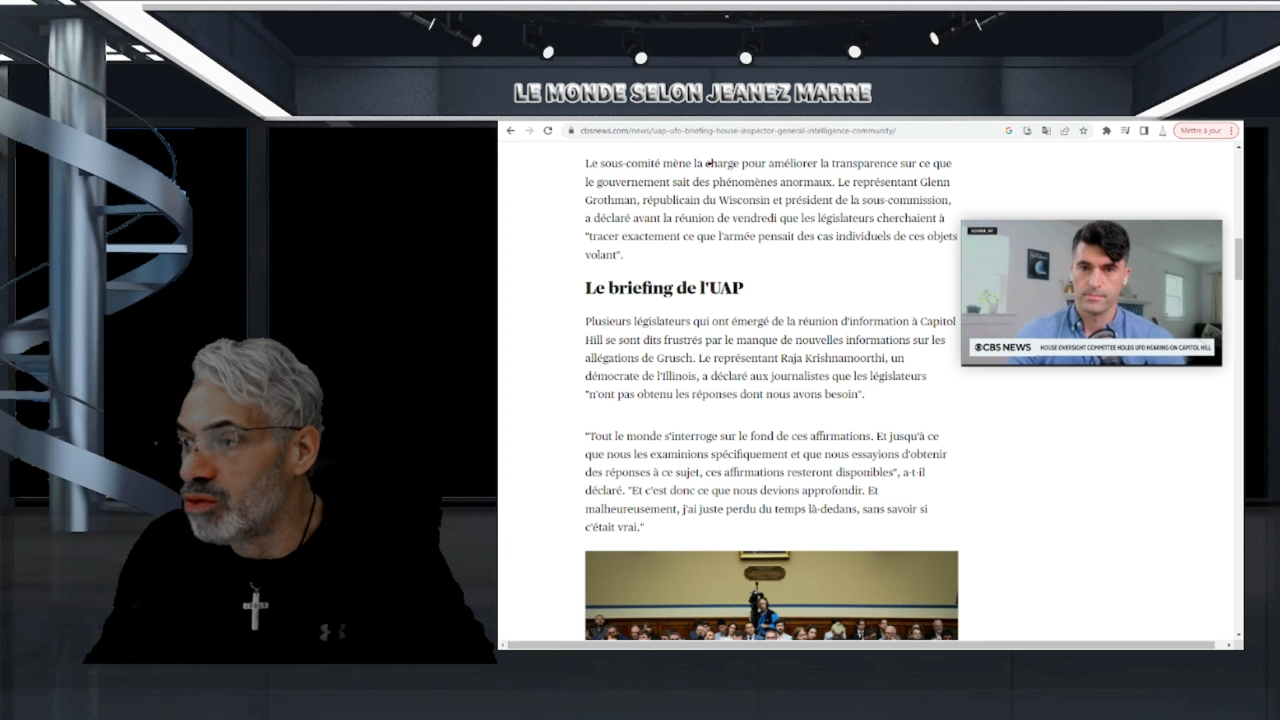 LE MONDE SELON JEANEZ MARRE
cbsnews.com/news/uap-ufo-briefing-house-inspector-general-intelligence-community/
Mettre à jour
Le sous-comité mène la charge pour améliorer la transparence sur ce que
le gouvernement sait des phénomènes anormaux. Le représentant Glenn
Grothman, républicain du Wisconsin et président de la sous-commission,
a déclaré avant la réunion de vendredi que les législateurs cherchaient à
"tracer exactement ce que l'armée pensait des cas individuels de ces objets
volant".
Le briefing de l'UAP
Plusieurs législateurs qui ont émergé de la réunion d'information à Capitol
Hill se sont dits frustrés par le manque de nouvelles informations sur les
allégations de Grusch. Le représentant Raja Krishnamoorthi, un
démocrate de l'Illinois, a déclaré aux journalistes que les législateurs
"n'ont pas obtenu les réponses dont nous avons besoin".
"Tout le monde s'interroge sur le fond de ces affirmations. Et jusqu'à ce
que nous les examinions spécifiquement et que nous essayions d'obtenir
des réponses à ce sujet, ces affirmations resteront disponibles", a-t-il
déclaré. "Et c'est donc ce que nous devions approfondir. Et
malheureusement, j'ai juste perdu du temps là-dedans, sans savoir si
c'était vrai."
CBS NEWS HOUSE OVERSIGHT COMMITTEE HOLDS UFO HEARING ON CAPITOL HILL